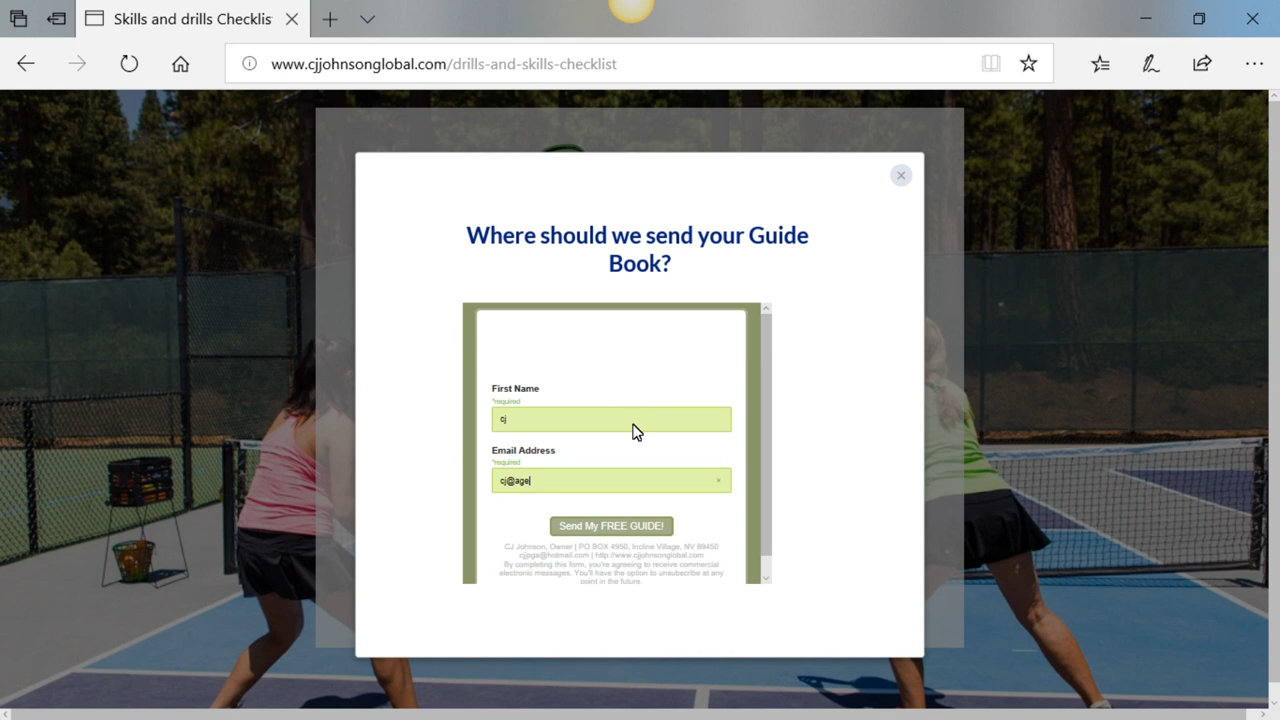 Skills and drills Checklis
www.cjjohnsonglobal.com/drills-and-skills-checklist
Where should we send your Guide
Book?
First Name
*required
cj
Email Address
*required
cj@age
Send My FREE GUIDE!
CJ Johnson, Owner | PO BOX 4950, Incline Village, NV 89450
cjjpga@hotmail.com | http://www.cjjohnsonglobal.com
By completing this form, you're agreeing to receive commercial
electronic messages. You'll have the option to unsubscribe at any
point in the future.